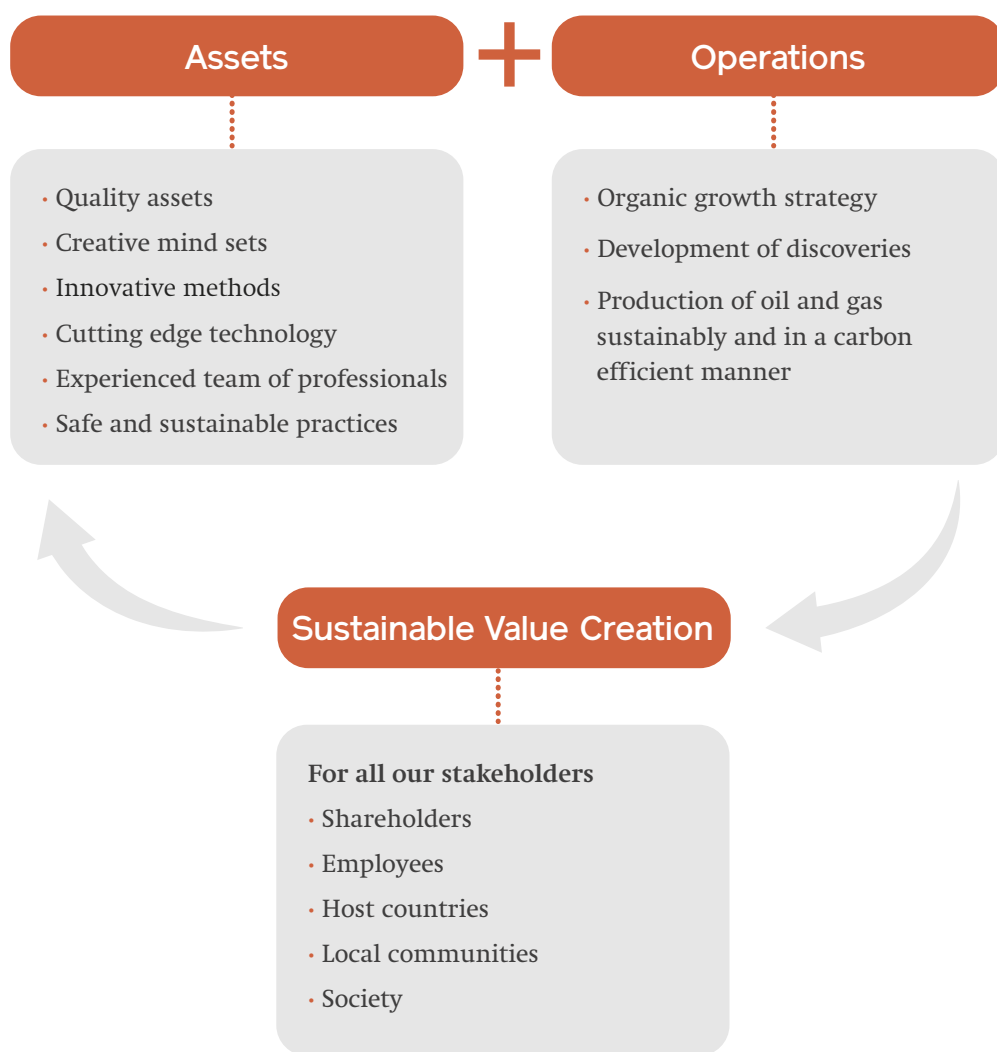 Assets
+
Operations
· Quality assets
· Creative mind sets
· Innovative methods
· Cutting edge technology
· Experienced team of professionals
· Safe and sustainable practices
· Organic growth strategy
· Development of discoveries
· Production of oil and gas
sustainably and in a carbon
efficient manner
Sustainable Value Creation
For all our stakeholders
· Shareholders
· Employees
· Host countries
· Local communities
· Society